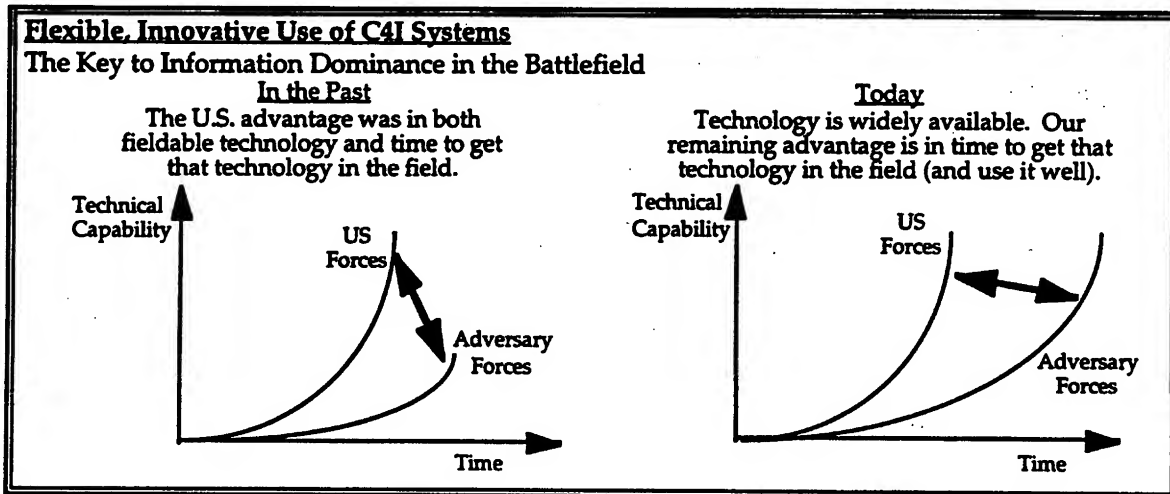 Flexible, Innovative Use of C4I Systems
The Key to Information Dominance in the Battlefield
In the Past
The U.S. advantage was in both
fieldable technology and time to get
that technology in the field.
Technical
Capability
US
Forces
Adversary
Forces
Time
Today
Technology is widely available. Our
remaining advantage is in time to get that
technology in the field (and use it well).
Technical
Capability
US
Forces
Adversary
Forces
Time